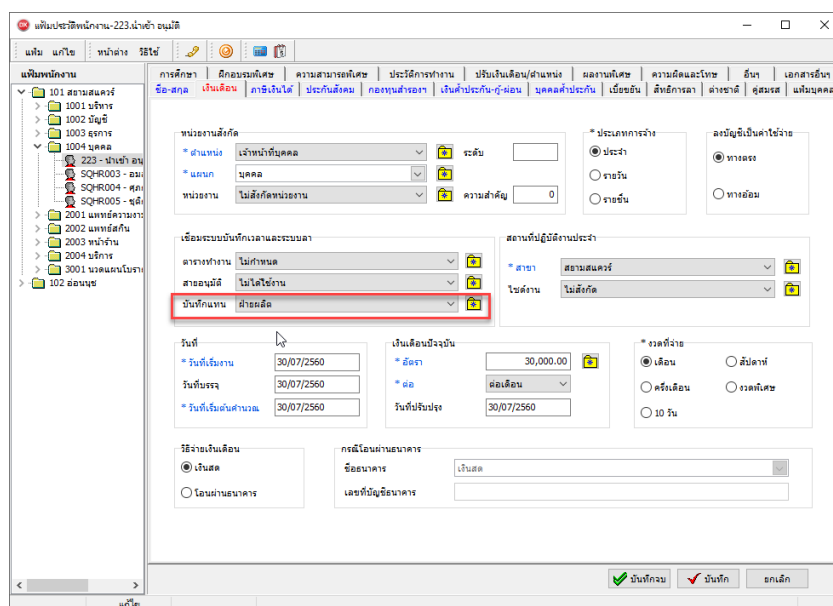 แฟ้มประวัติพนักงาน-223.นำเข้า อนุมัติ
แฟ้ม แก้ไข หน้าต่าง วิธีใช้
แฟ้มพนักงาน
101 สยามสแควร์
1001 บริหาร
1002 บัญชี
1003 ธุรการ
1004 บุคคล
223 - นำเข้า อนุ
SQHR003 - อมร
SQHR004 - ศุภ
SQHR005 - ชุติ
2001 แพทย์ความงาม
2002 แพทย์สกิน
2003 หน้าร้าน
2004 บริการ
3001 นวดแผนโบรา
102 อ่อนนุช
การศึกษา ฝึกอบรมพิเศษ ความสามารถพิเศษ ประวัติการทำงาน ปรับเงินเดือน/ตำแหน่ง ผลงานพิเศษ ความผิดและโทษ อื่นๆ เอกสารอื่นๆ
ชื่อ-สกุล เงินเดือน ภาษีเงินได้ ประกันสังคม กองทุนสำรองฯ เงินค้ำประกัน-กู้-ผ่อน บุคคลค้ำประกัน เบี้ยขยัน สิทธิการลา ต่างชาติ คู่สมรส แฟ้มบุคคล
หน่วยงานสังกัด
* ตำแหน่ง เจ้าหน้าที่บุคคล ระดับ
* แผนก บุคคล
หน่วยงาน ไม่สังกัดหน่วยงาน ความสำคัญ 0
* ประเภทการจ้าง
ประจำ
รายวัน
รายชิ้น
ลงบัญชีเป็นค่าใช้จ่าย
ทางตรง
ทางอ้อม
เชื่อมระบบบันทึกเวลาและระบบลา
ตารางทำงาน ไม่กำหนด
สายอนุมัติ ไม่ได้ใช้งาน
บันทึกแทน ฝ่ายผลิต
สถานที่ปฏิบัติงานประจำ
* สาขา สยามสแควร์
ไซด์งาน ไม่สังกัด
วันที่
* วันที่เริ่มงาน 30/07/2560
วันที่บรรจุ 30/07/2560
* วันที่เริ่มต้นคำนวณ 30/07/2560
เงินเดือนปัจจุบัน
* อัตรา 30,000.00
* ต่อ ต่อเดือน
วันที่ปรับปรุง 30/07/2560
* งวดที่จ่าย
เดือน สัปดาห์
ครึ่งเดือน งวดพิเศษ
10 วัน
วิธีจ่ายเงินเดือน
เงินสด
โอนผ่านธนาคาร
กรณีโอนผ่านธนาคาร
ชื่อธนาคาร เงินสด
เลขที่บัญชีธนาคาร
บันทึกจบ บันทึก ยกเลิก
แก้ไข